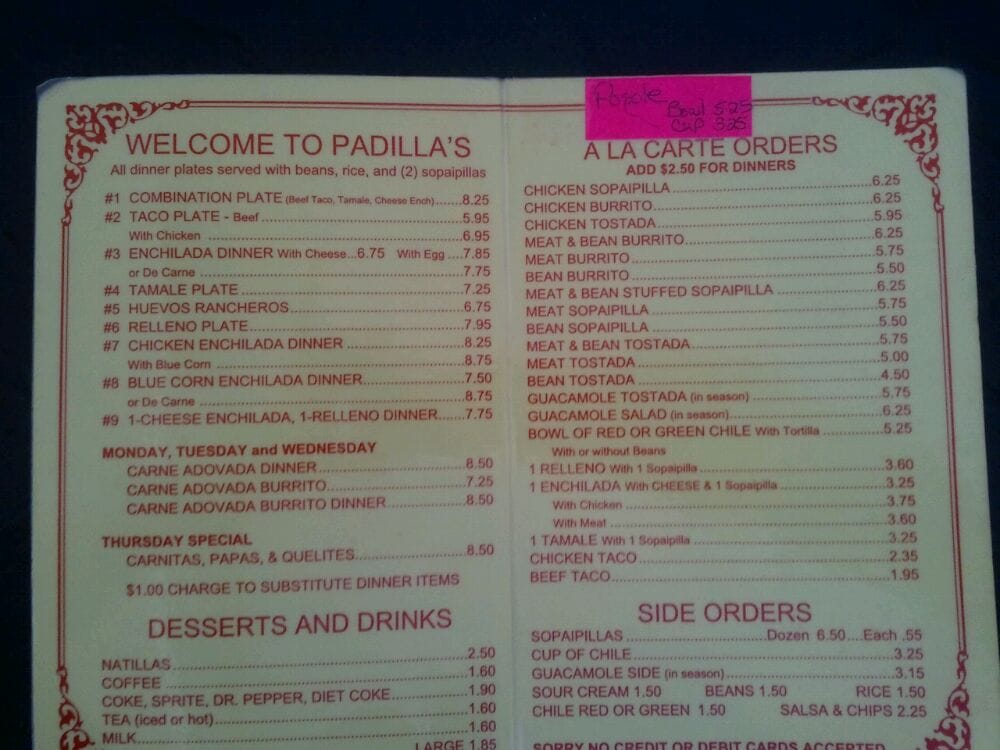 Pozole
Bowl 5.25
Cup 3.25
WELCOME TO PADILLA'S
All dinner plates served with beans, rice, and (2) sopaipillas
#1 COMBINATION PLATE (Beef Taco, Tamale, Cheese Ench)......8.25
#2 TACO PLATE - Beef ........5.95
With Chicken ........6.95
#3 ENCHILADA DINNER With Cheese...6.75 With Egg ....7.85
or De Carne ........7.75
#4 TAMALE PLATE........7.25
#5 HUEVOS RANCHEROS........6.75
#6 RELLENO PLATE........7.95
#7 CHICKEN ENCHILADA DINNER ........8.25
With Blue Corn ........8.75
#8 BLUE CORN ENCHILADA DINNER........7.50
or De Carne ........8.75
#9 1-CHEESE ENCHILADA, 1-RELLENO DINNER......7.75
MONDAY, TUESDAY and WEDNESDAY
CARNE ADOVADA DINNER........8.50
CARNE ADOVADA BURRITO........7.25
CARNE ADOVADA BURRITO DINNER........8.50
THURSDAY SPECIAL
CARNITAS, PAPAS, & QUELITES........8.50
$1.00 CHARGE TO SUBSTITUTE DINNER ITEMS
DESSERTS AND DRINKS
NATILLAS........2.50
COFFEE ........1.60
COKE, SPRITE, DR. PEPPER, DIET COKE........1.90
TEA (iced or hot)........1.60
MILK........1.60
LARGE 1.85
A LA CARTE ORDERS
ADD $2.50 FOR DINNERS
CHICKEN SOPAIPILLA........6.25
CHICKEN BURRITO........6.25
CHICKEN TOSTADA........5.95
MEAT & BEAN BURRITO........6.25
MEAT BURRITO........5.75
BEAN BURRITO........5.50
MEAT & BEAN STUFFED SOPAIPILLA ........6.25
MEAT SOPAIPILLA ........5.75
BEAN SOPAIPILLA ........5.50
MEAT & BEAN TOSTADA........5.75
MEAT TOSTADA ........5.00
BEAN TOSTADA ........4.50
GUACAMOLE TOSTADA (in season) ........5.75
GUACAMOLE SALAD (in season)........6.25
BOWL OF RED OR GREEN CHILE With Tortilla ........5.25
With or without Beans
1 RELLENO With 1 Sopaipilla ........3.60
1 ENCHILADA With CHEESE & 1 Sopaipilla ........3.25
With Chicken ........3.75
With Meat ........3.60
1 TAMALE With 1 Sopaipilla ........3.25
CHICKEN TACO........2.35
BEEF TACO........1.95
SIDE ORDERS
SOPAIPILLAS ........Dozen 6.50....Each .55
CUP OF CHILE........3.25
GUACAMOLE SIDE (in season)........3.15
SOUR CREAM 1.50 BEANS 1.50 RICE 1.50
CHILE RED OR GREEN 1.50 SALSA & CHIPS 2.25
SORRY NO CREDIT OR DEBIT CARDS ACCEPTED